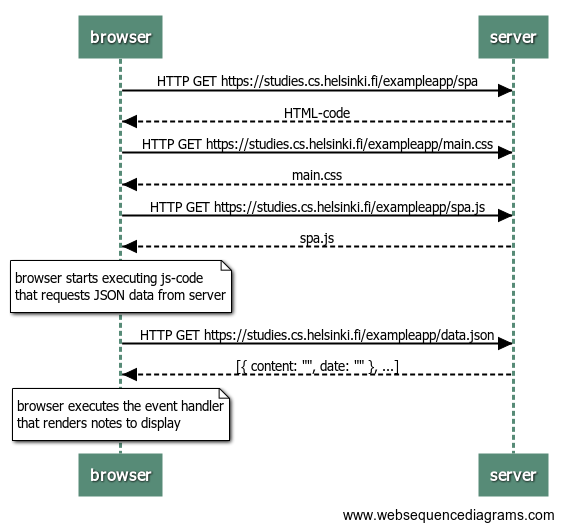 browser server
HTTP GET https://studies.cs.helsinki.fi/exampleapp/spa
HTML-code
HTTP GET https://studies.cs.helsinki.fi/exampleapp/main.css
main.css
HTTP GET https://studies.cs.helsinki.fi/exampleapp/spa.js
spa.js
browser starts executing js-code
that requests JSON data from server
HTTP GET https://studies.cs.helsinki.fi/exampleapp/data.json
[{ content: "", date: "" }, ...]
browser executes the event handler
that renders notes to display
browser server
www.websequencediagrams.com